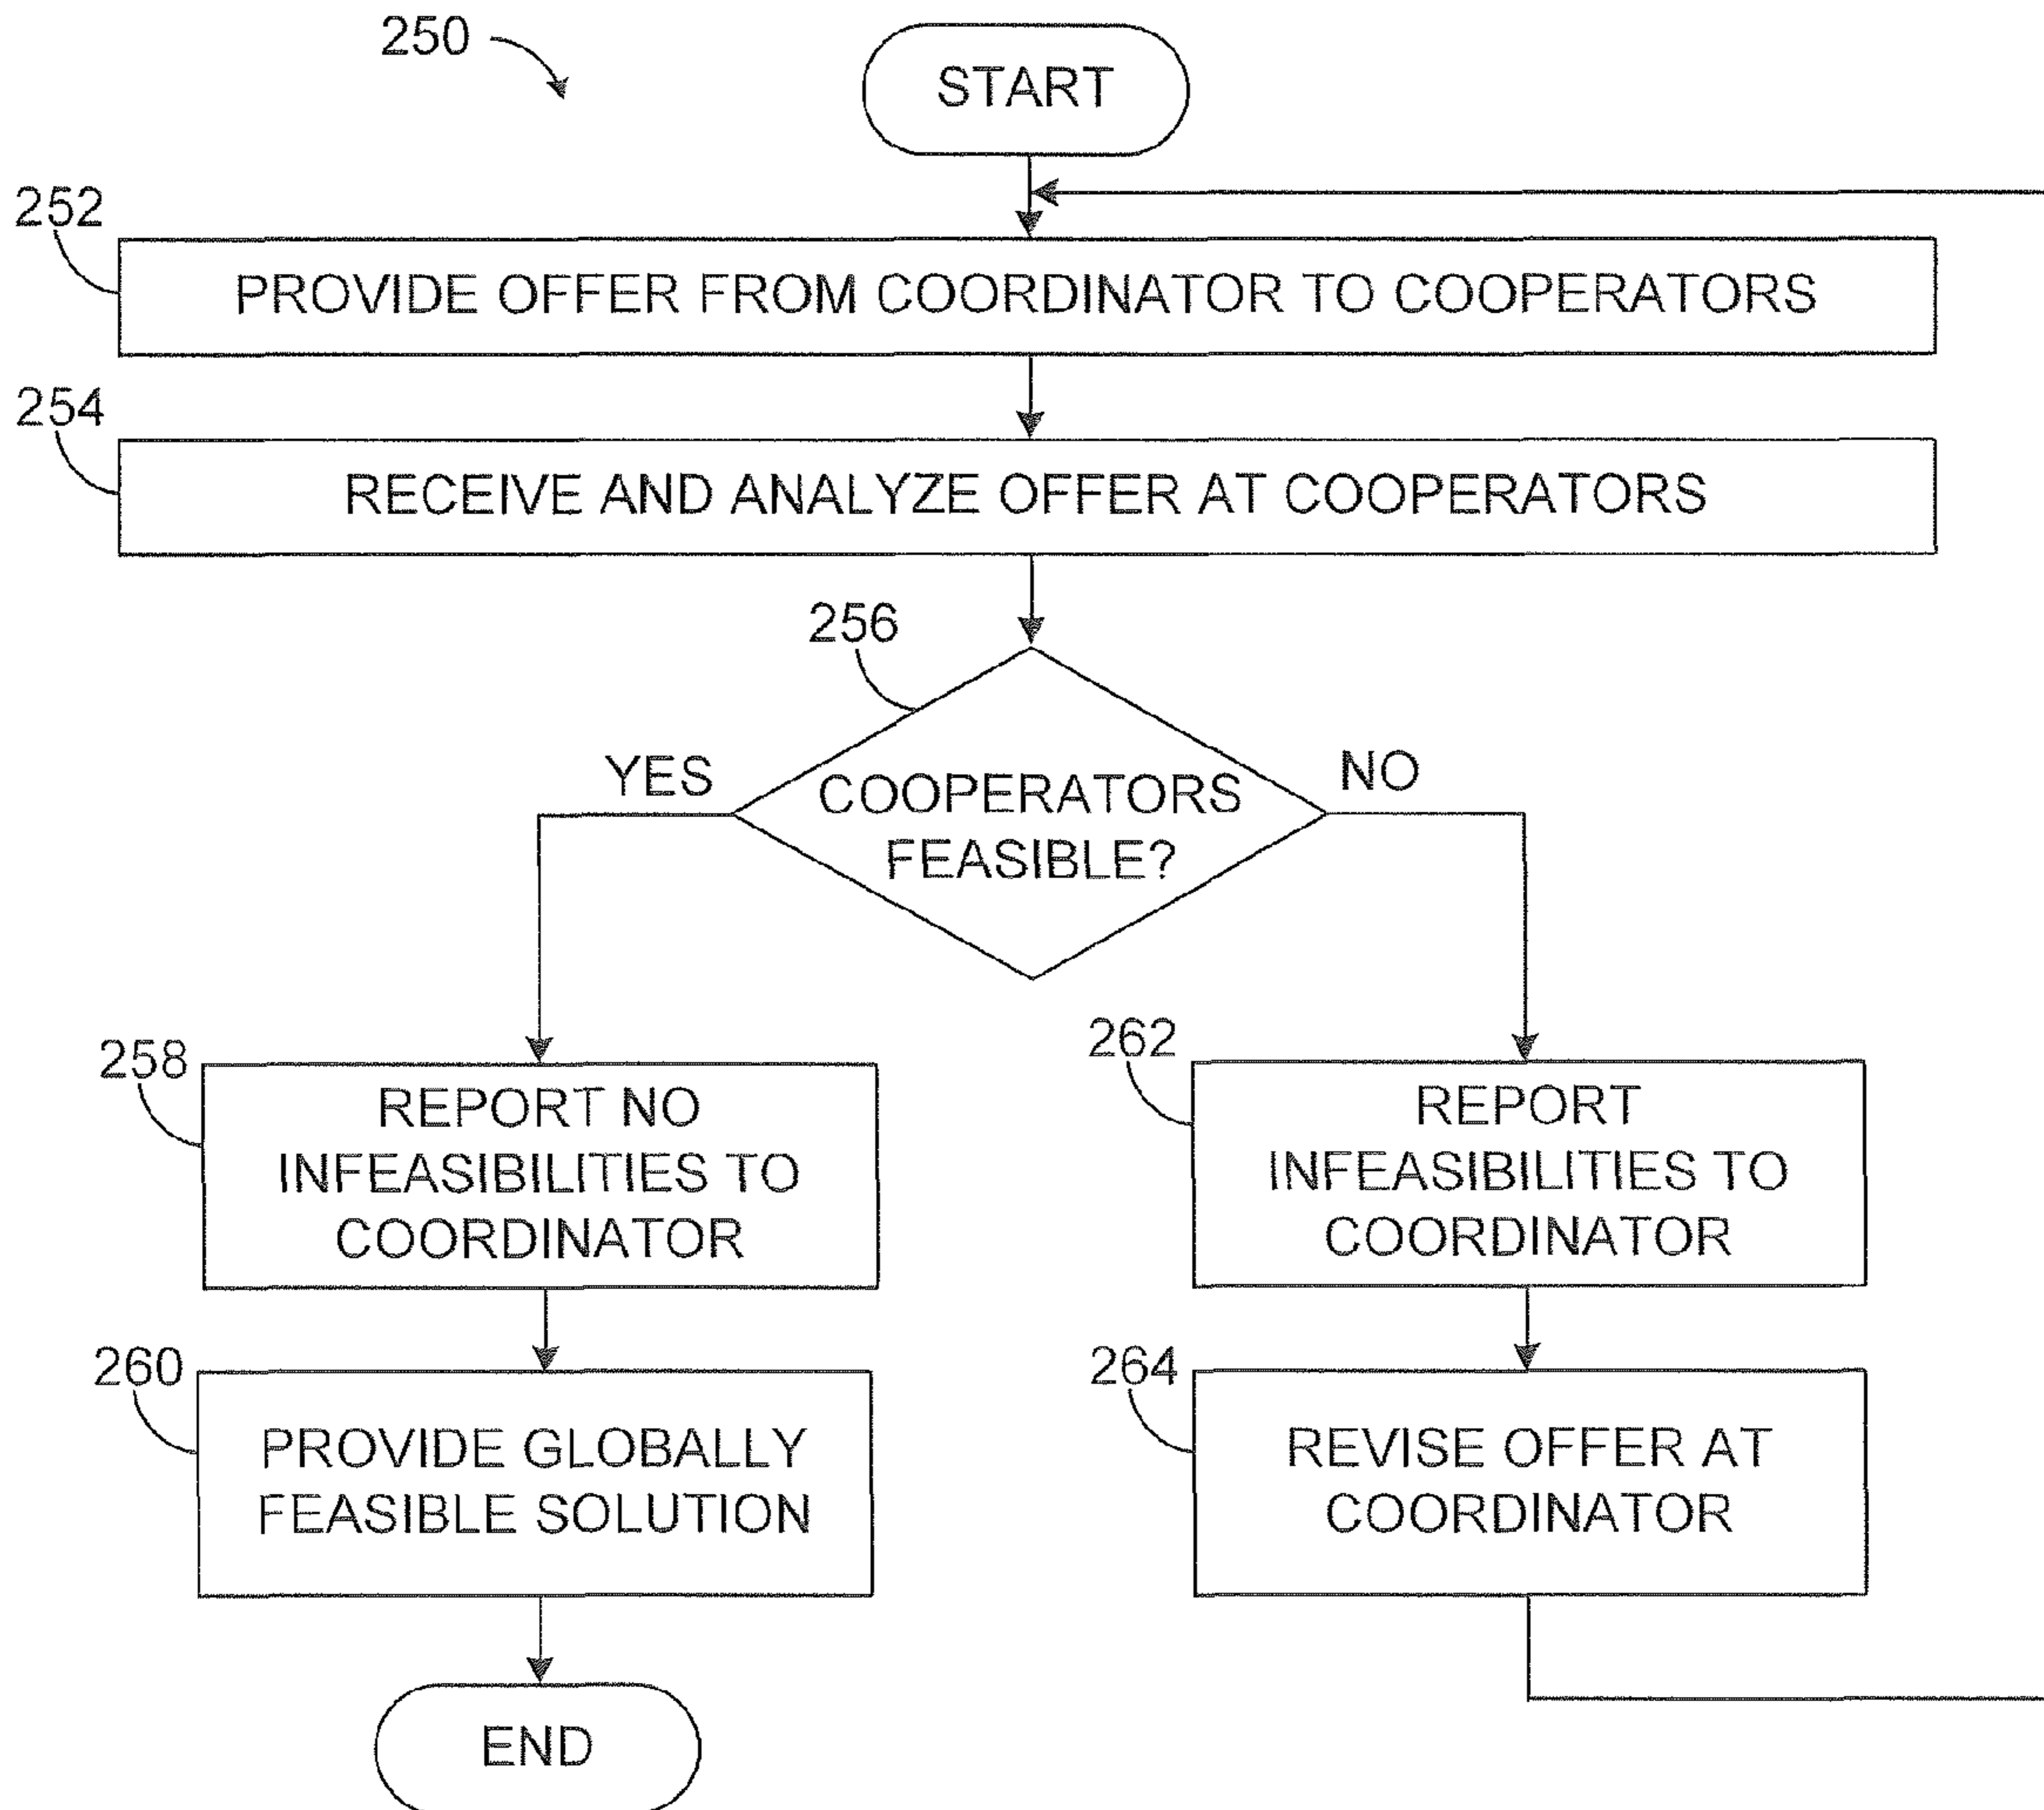 250
START
252
PROVIDE OFFER FROM COORDINATOR TO COOPERATORS
254
RECEIVE AND ANALYZE OFFER AT COOPERATORS
256
YES
COOPERATORS
FEASIBLE?
NO
258
REPORT NO
INFEASIBILITIES TO
COORDINATOR
262
REPORT
INFEASIBILITIES TO
COORDINATOR
260
PROVIDE GLOBALLY
FEASIBLE SOLUTION
264
REVISE OFFER AT
COORDINATOR
END